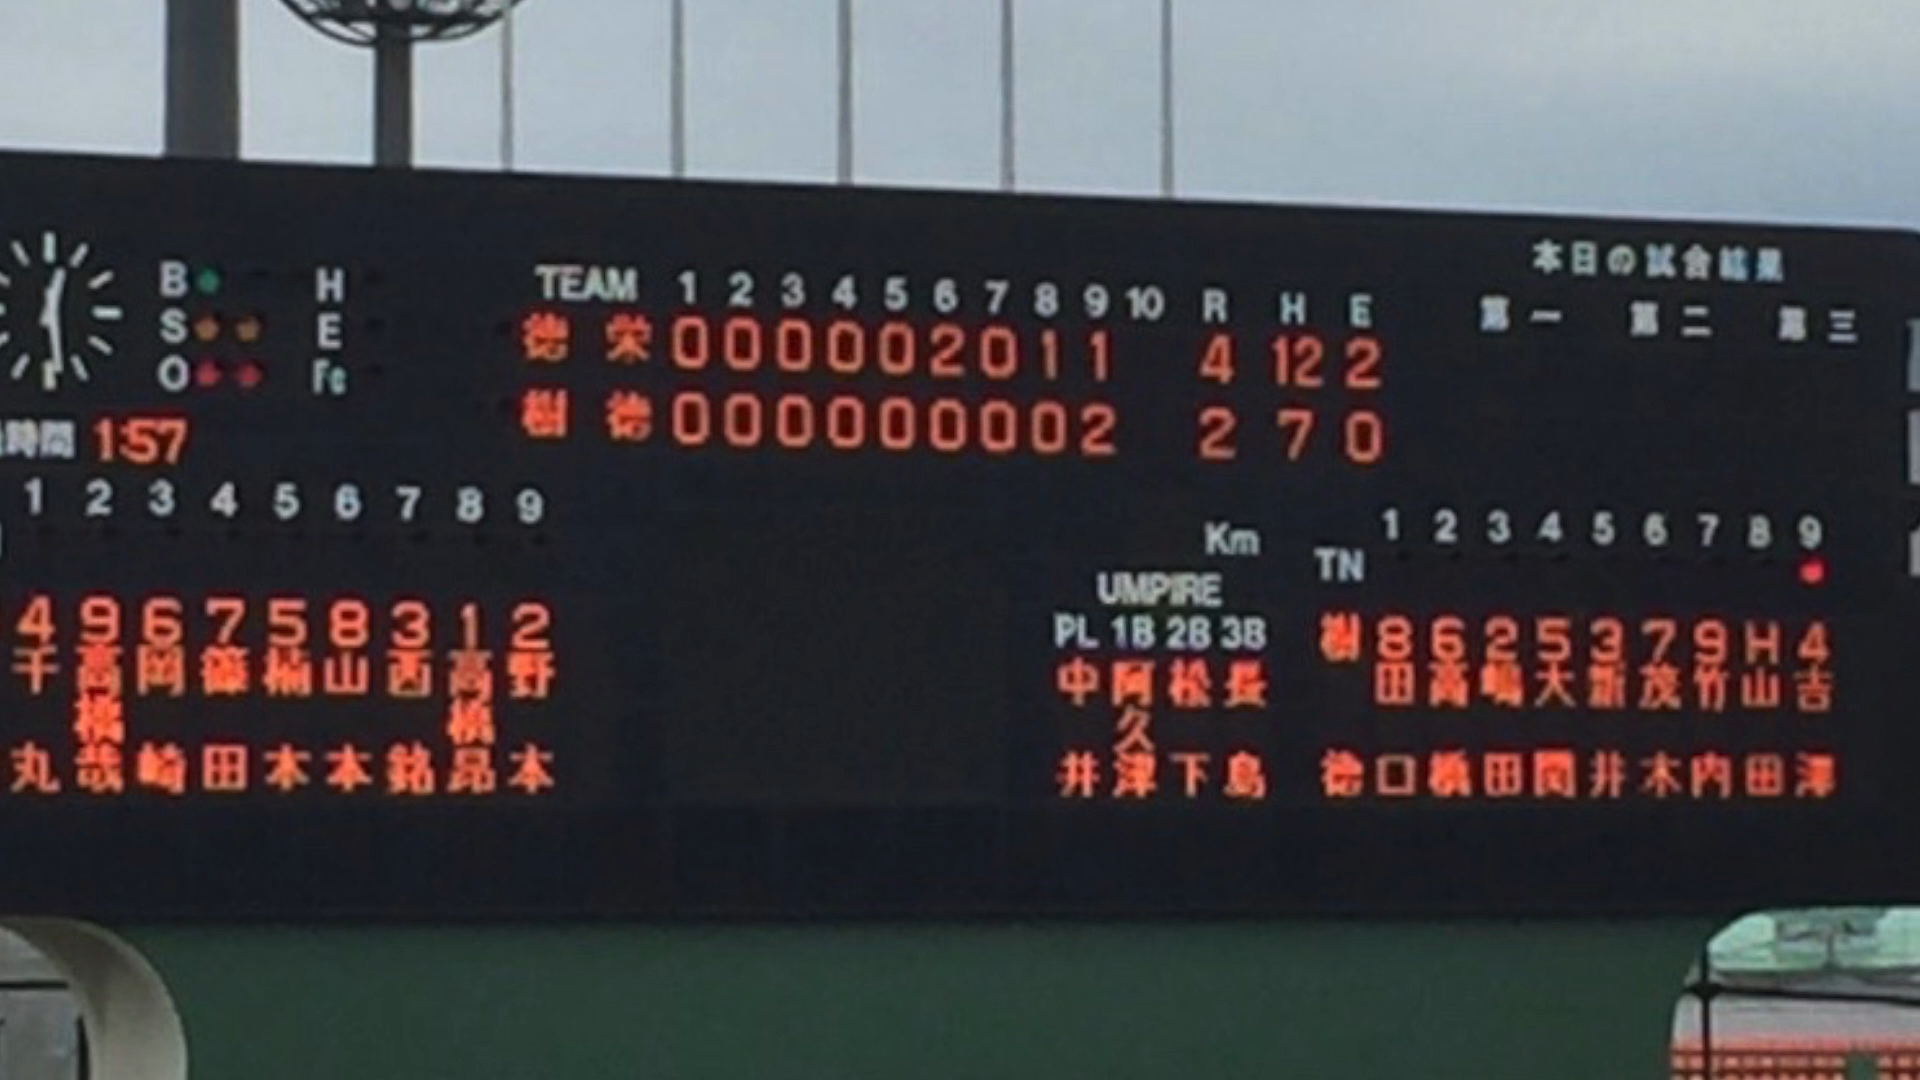 本日の試合結果
B H TEAM 1 2 3 4 5 6 7 8 9 10 R H E 第一 第二 第三
S E 徳栄 0 0 0 0 0 2 0 1 1 4 12 2
O Fc
樹徳 0 0 0 0 0 0 0 0 2 2 7 0
時間 1:57
1 2 3 4 5 6 7 8 9
Km
TN 1 2 3 4 5 6 7 8 9
UMPIRE
PL 1B 2B 3B
4 9 6 7 5 8 3 1 2
千丸 高橋哉 岡崎 篠田 楠木 山本 西銘 高橋昂 野本
中井 阿久津 松下 長島
樹徳 8 6 2 5 3 7 9 H 4
田口 高橋 嶋田 大関 新井 茂木 竹内 山田 吉澤